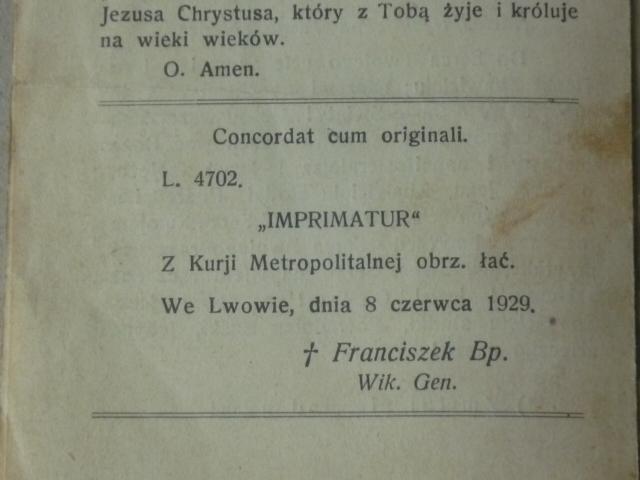 Jezusa Chrystusa, który z Tobą żyje i króluje
na wieki wieków.
O. Amen.
Concordat cum originali.
L. 4702.
„IMPRIMATUR“
Z Kurji Metropolitalnej obrz. łać.
We Lwowie, dnia 8 czerwca 1929.
† Franciszek Bp.
Wik. Gen.